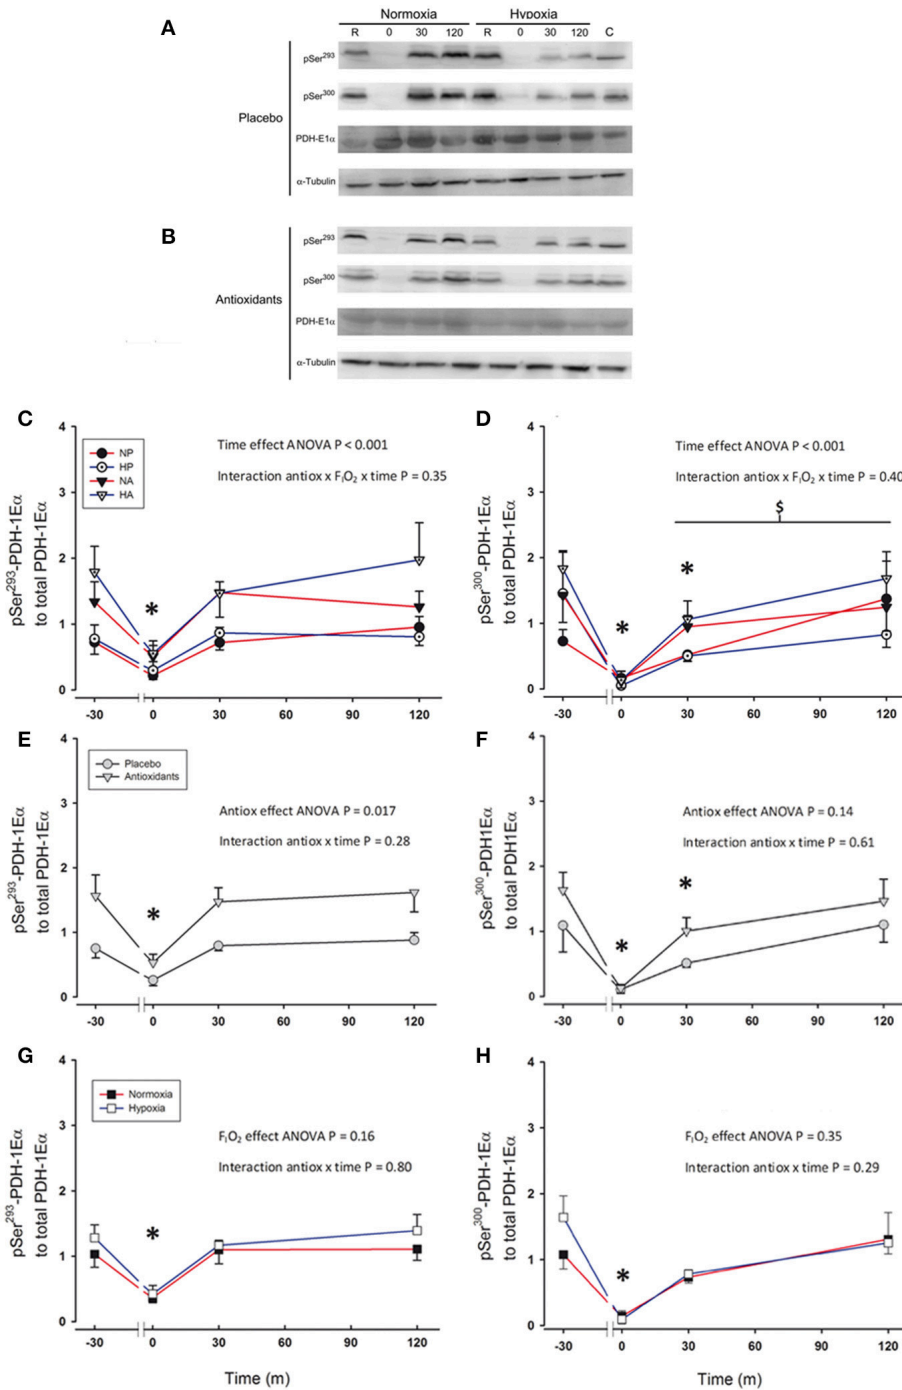 Normoxia Hypoxia
A
R 0 30 120 R 0 30 120 C
pSer293
pSer300
Placebo
PDH-E1α
α-Tubulin
B
pSer293
pSer300
Antioxidants
PDH-E1α
α-Tubulin
C
4
3
2
1
0
NP
HP
NA
HA
Time effect ANOVA P < 0.001
Interaction antiox x FIO2 x time P = 0.35
pSer293-PDH-1Eα
to total PDH-1Eα
*
-30 0 30 60 90 120
D
4
3
2
1
0
Time effect ANOVA P < 0.001
Interaction antiox x FIO2 x time P = 0.40
$
pSer300-PDH-1Eα
to total PDH-1Eα
* *
-30 0 30 60 90 120
E
4
3
2
1
0
Placebo
Antioxidants
Antiox effect ANOVA P = 0.017
Interaction antiox x time P = 0.28
pSer293-PDH-1Eα
to total PDH-1Eα
*
-30 0 30 60 90 120
F
4
3
2
1
0
Antiox effect ANOVA P = 0.14
Interaction antiox x time P = 0.61
pSer300-PDH1Eα
to total PDH1Eα
* *
-30 0 30 60 90 120
G
4
3
2
1
0
Normoxia
Hypoxia
FIO2 effect ANOVA P = 0.16
Interaction antiox x time P = 0.80
pSer293-PDH-1Eα
to total PDH-1Eα
*
-30 0 30 60 90 120
Time (m)
H
4
3
2
1
0
FIO2 effect ANOVA P = 0.35
Interaction antiox x time P = 0.29
pSer300-PDH-1Eα
to total PDH-1Eα
*
-30 0 30 60 90 120
Time (m)